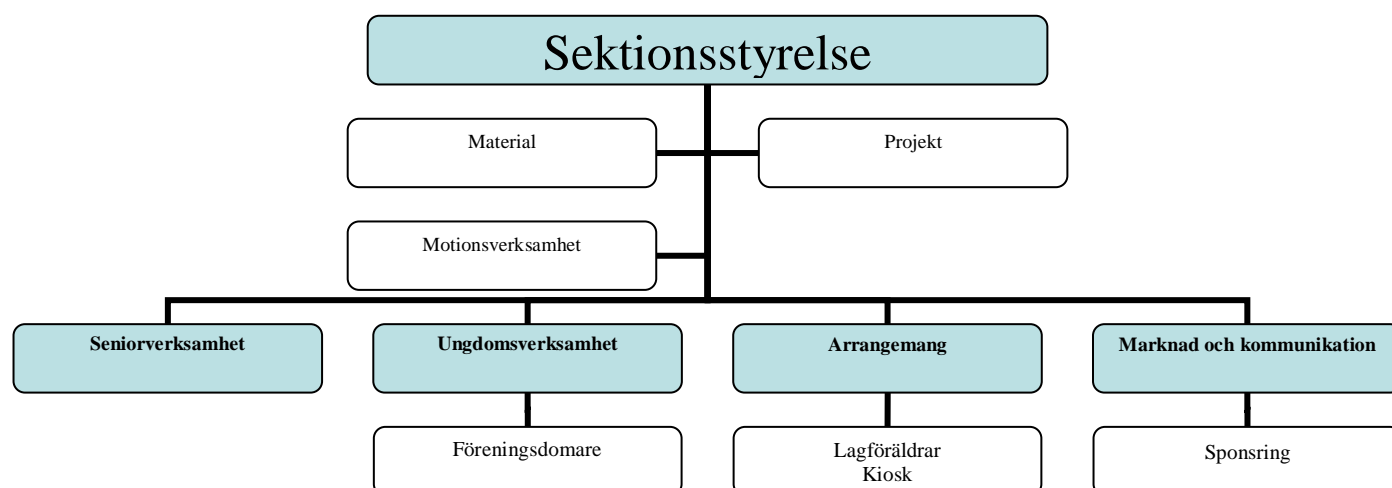 Sektionsstyrelse
Material
Projekt
Motionsverksamhet
Seniorverksamhet
Ungdomsverksamhet
Arrangemang
Marknad och kommunikation
Föreningsdomare
Lagföräldrar
Kiosk
Sponsring